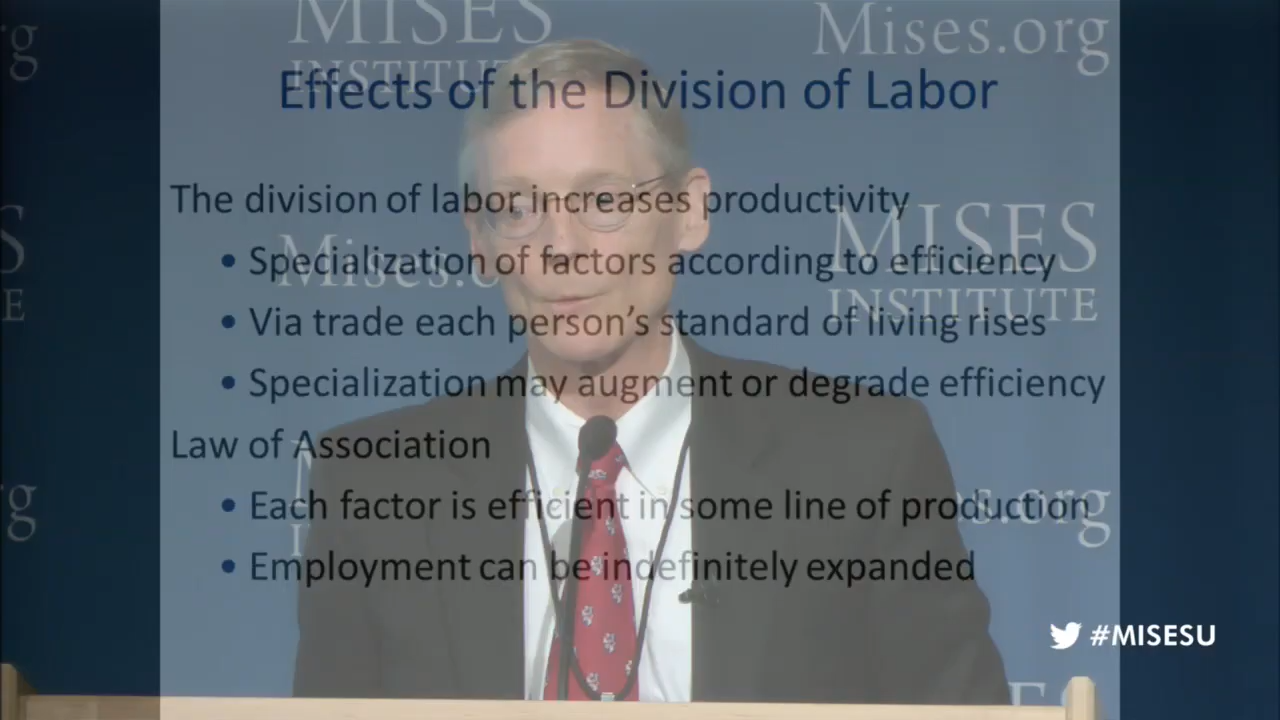 MISES
INSTITUTE
Mises.org
Effects of the Division of Labor
The division of labor increases productivity
• Specialization of factors according to efficiency
• Via trade each person's standard of living rises
• Specialization may augment or degrade efficiency
Law of Association
• Each factor is efficient in some line of production
• Employment can be indefinitely expanded
MISES
INSTITUTE
#MISESU